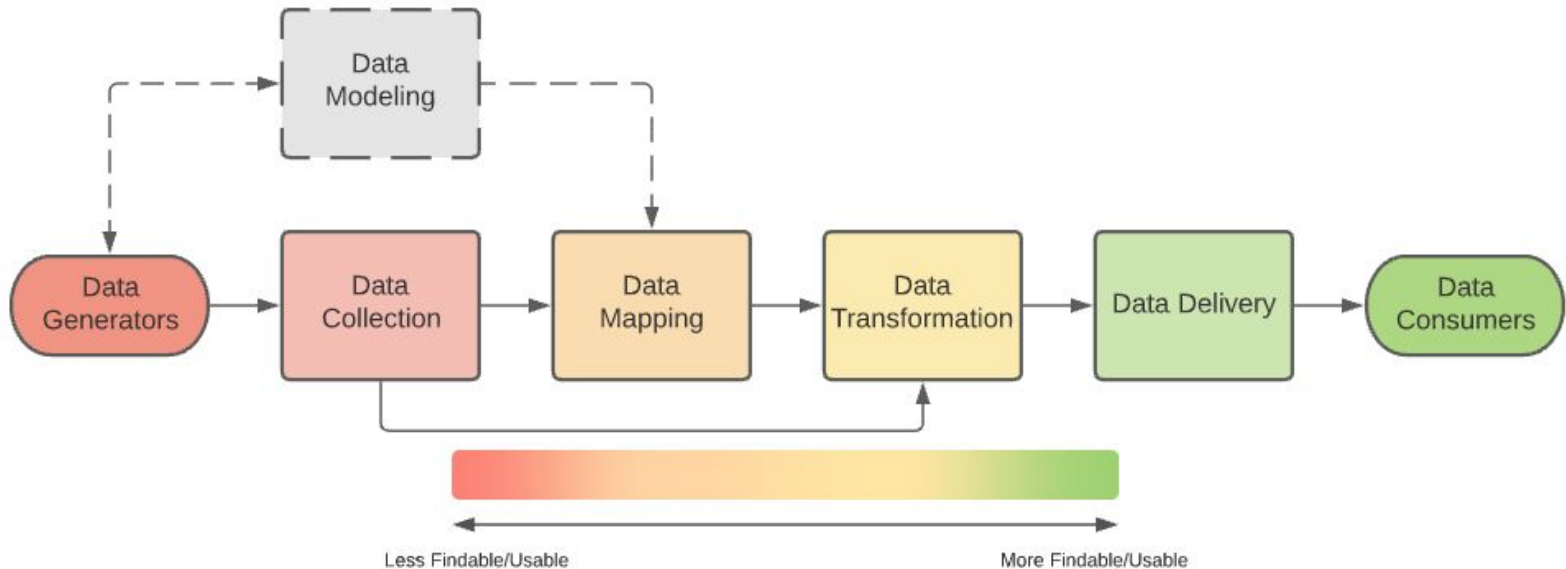 Data
Modeling
Data
Generators
Data
Collection
Data
Mapping
Data
Transformation
Data Delivery
Data
Consumers
Less Findable/Usable
More Findable/Usable